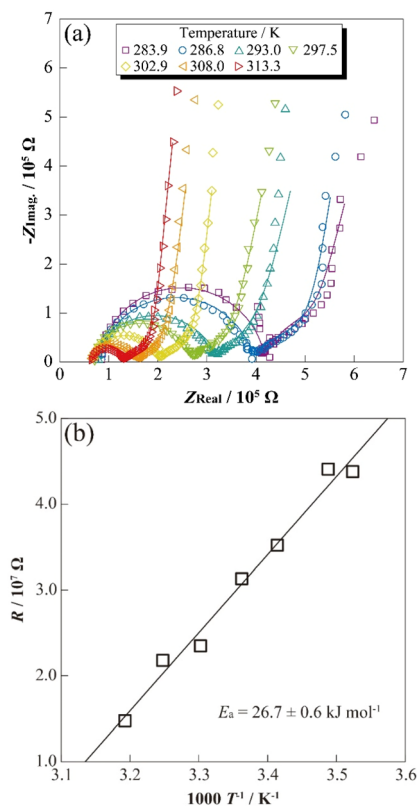 (a)
Temperature / K
283.9 286.8 293.0 297.5
302.9 308.0 313.3
7
6
5
4
3
2
1
0
-ZImag. / 10⁵ Ω
0 1 2 3 4 5 6 7
ZReal / 10⁵ Ω
(b)
5.0
4.0
3.0
2.0
1.0
R / 10⁷ Ω
Ea = 26.7 ± 0.6 kJ mol⁻¹
3.1 3.2 3.3 3.4 3.5 3.6
1000 T⁻¹ / K⁻¹